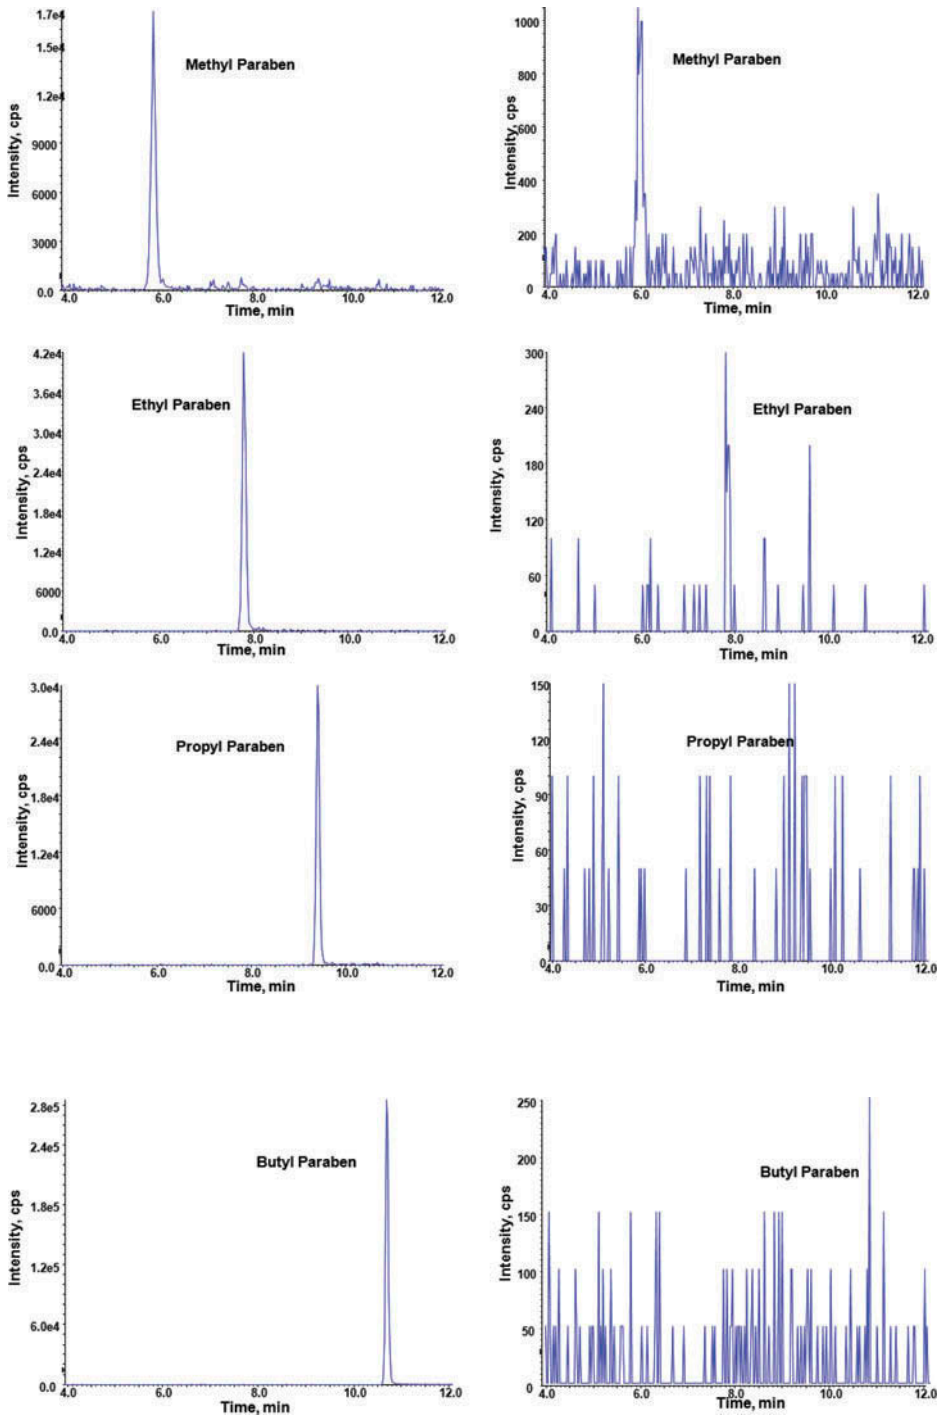 1.7e4
1.5e4
1.2e4
9000
6000
3000
0.0
Intensity, cps
Methyl Paraben
4.0 6.0 8.0 10.0 12.0
Time, min
1000
800
600
400
200
0
Intensity, cps
Methyl Paraben
4.0 6.0 8.0 10.0 12.0
Time, min
4.2e4
3.6e4
3.0e4
2.4e4
1.8e4
1.2e4
6000
0.0
Intensity, cps
Ethyl Paraben
4.0 6.0 8.0 10.0 12.0
Time, min
300
240
180
120
60
0
Intensity, cps
Ethyl Paraben
4.0 6.0 8.0 10.0 12.0
Time, min
3.0e4
2.4e4
1.8e4
1.2e4
6000
0.0
Intensity, cps
Propyl Paraben
4.0 6.0 8.0 10.0 12.0
Time, min
150
120
90
60
30
0
Intensity, cps
Propyl Paraben
4.0 6.0 8.0 10.0 12.0
Time, min
2.8e5
2.4e5
1.8e5
1.2e5
6.0e4
0.0
Intensity, cps
Butyl Paraben
4.0 6.0 8.0 10.0 12.0
Time, min
250
200
150
100
50
0
Intensity, cps
Butyl Paraben
4.0 6.0 8.0 10.0 12.0
Time, min